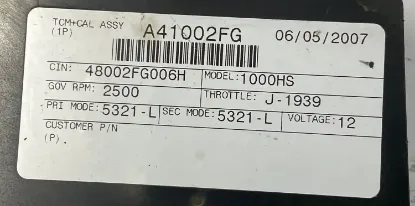 TCM+CAL ASSY A41002FG 06/05/2007
(1P)
CIN: 48002FG006H MODEL: 1000HS
GOV RPM: 2500 THROTTLE: J-1939
PRI MODE: 5321-L SEC MODE: 5321-L VOLTAGE: 12
CUSTOMER P/N
(P).